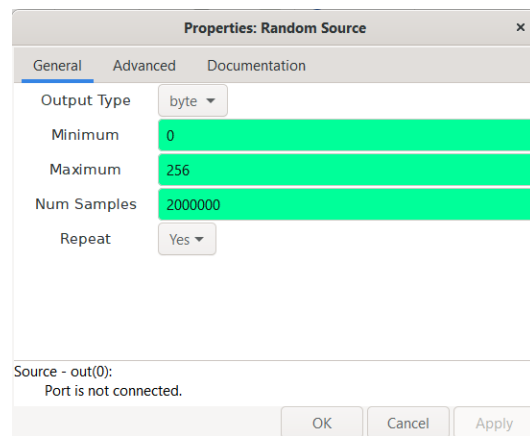 Properties: Random Source ×
General Advanced Documentation
Output Type byte
Minimum 0
Maximum 256
Num Samples 2000000
Repeat Yes
Source - out(0):
Port is not connected.
OK Cancel Apply